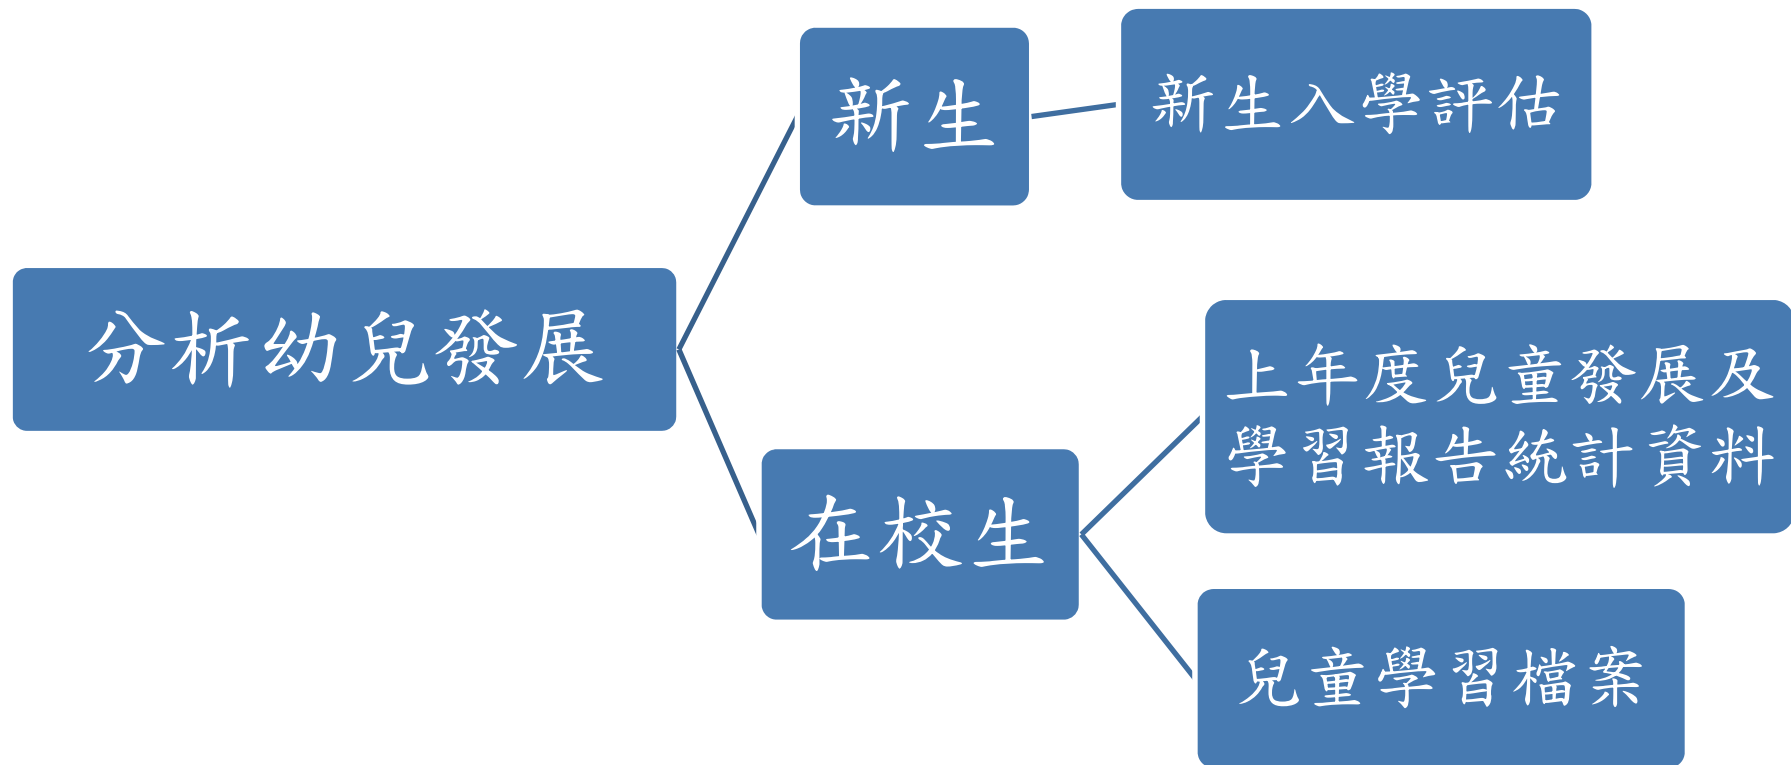 分析幼兒發展
新生
新生入學評估
在校生
上年度兒童發展及
學習報告統計資料
兒童學習檔案